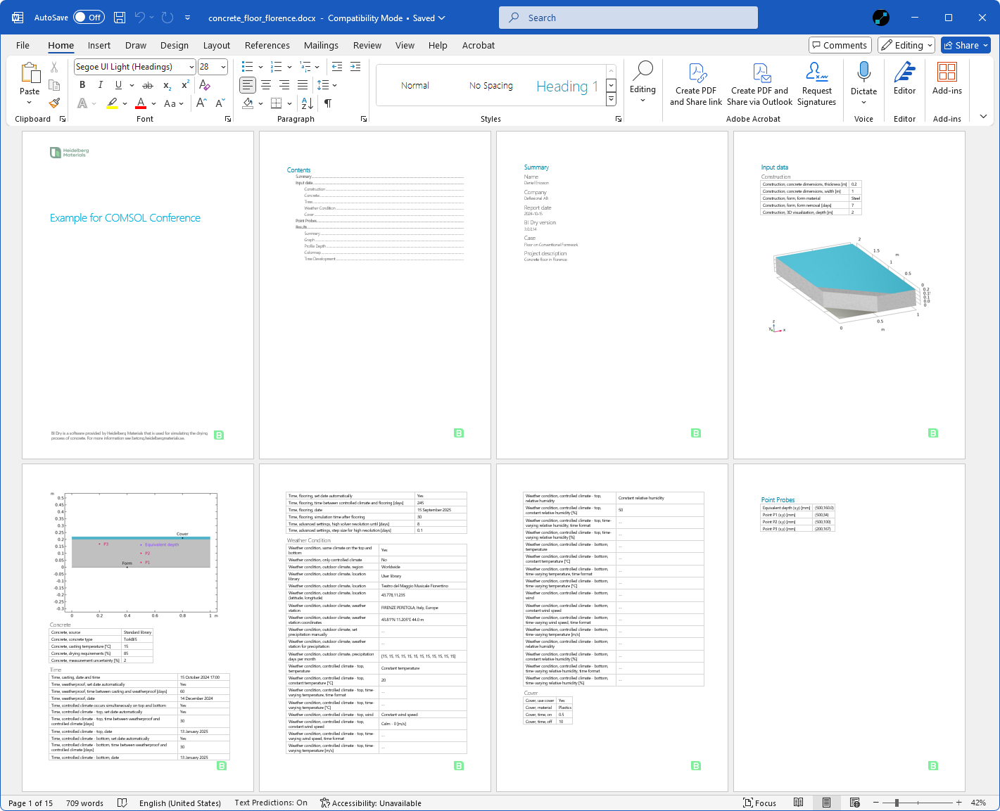 AutoSave Off concrete_floor_florence.docx - Compatibility Mode • Saved Search
File Home Insert Draw Design Layout References Mailings Review View Help Acrobat Comments Editing Share
Paste
Clipboard
Segoe UI Light (Headings) 28
Font
Paragraph
Normal No Spacing Heading 1
Styles
Editing
Create PDF and Share link
Create PDF and Share via Outlook
Request Signatures
Adobe Acrobat
Dictate
Voice
Editor
Editor
Add-ins
Add-ins
Heidelberg
Materials
Example for COMSOL Conference
BI Dry is a software provided by Heidelberg Materials that is used for simulating the drying
process of concrete. For more information see betong.heidelbergmaterials.se.
Contents
Summary
Input data
Construction
Concrete
Time
Weather Condition
Cover
Point Probes
Results
Summary
Graph
Profile Depth
Colormap
Time Development
Summary
Name
Daniel Ericsson
Company
Deflexional AB
Report date
2024-10-15
BI Dry version
3.0.0.14
Case
Floor on Conventional Formwork
Project description
Concrete floor in Florence
Input data
Construction
Construction, concrete dimensions, thickness [m] 0.2
Construction, concrete dimensions, width [m] 1
Construction, form, form material Steel
Construction, form, form removal [days] 7
Construction, 3D visualization, depth [m] 2
2
1.5
m
1
0.5
0
0.2
0.1
0
1
0.5
m
0
z
y
x
m
0.5
0.45
0.4
0.35
0.3
0.25
0.2
0.15
0.1
0.05
0
-0.05
-0.1
-0.15
-0.2
-0.25
-0.3
Cover
P3 Equivalent depth
P2
Form P1
0 0.2 0.4 0.6 0.8 1 m
Concrete
Concrete, source Standard library
Concrete, concrete type TorkBI5
Concrete, casting temperature [°C] 15
Concrete, drying requirements [%] 85
Concrete, measurement uncertainty [%] 2
Time
Time, casting, date and time 15 October 2024 17:00
Time, weatherproof, set date automatically Yes
Time, weatherproof, time between casting and weatherproof [days] 60
Time, weatherproof, date 14 December 2024
Time, controlled climate occurs simultaneously on top and bottom Yes
Time, controlled climate - top, set date automatically Yes
Time, controlled climate - top, time between weatherproof and
controlled climate [days] 30
Time, controlled climate - top, date 13 January 2025
Time, controlled climate - bottom, set date automatically Yes
Time, controlled climate - bottom, time between weatherproof and
controlled climate [days] 30
Time, controlled climate - bottom, date 13 January 2025
Time, flooring, set date automatically Yes
Time, flooring, time between controlled climate and flooring [days] 245
Time, flooring, date 15 September 2025
Time, flooring, simulation time after flooring 30
Time, advanced settings, high solver resolution until [days] 8
Time, advanced settings, step size for high resolution [days] 0.1
Weather Condition
Weather condition, same climate on the top and
bottom Yes
Weather condition, only controlled climate No
Weather condition, outdoor climate, region Worldwide
Weather condition, outdoor climate, location
library User library
Weather condition, outdoor climate, location Teatro del Maggio Musicale Fiorentino
Weather condition, outdoor climate, location
(latitude, longitude) 43.778,11.235
Weather condition, outdoor climate, weather
station FIRENZE PERETOLA, Italy, Europe
Weather condition, outdoor climate, weather
station coordinates 43.81°N 11.205°E 44.0 m
Weather condition, outdoor climate, set
precipitation manually ...
Weather condition, outdoor climate, weather
station for precipitation ...
Weather condition, outdoor climate, precipitation
days per month [15, 15, 15, 15, 15, 15, 15, 15, 15, 15, 15, 15]
Weather condition, controlled climate - top,
temperature Constant temperature
Weather condition, controlled climate - top,
constant temperature [°C] 20
Weather condition, controlled climate - top, time-
varying temperature, time format ...
Weather condition, controlled climate - top, time-
varying temperature [°C] ...
Weather condition, controlled climate - top, wind Constant wind speed
Weather condition, controlled climate - top,
constant wind speed Calm - 0 [m/s]
Weather condition, controlled climate - top, time-
varying wind speed, time format ...
Weather condition, controlled climate - top, time-
varying temperature [m/s] ...
Weather condition, controlled climate - top,
relative humidity Constant relative humidity
Weather condition, controlled climate - top,
constant relative humidity [%] 50
Weather condition, controlled climate - top, time-
varying relative humidity, time format ...
Weather condition, controlled climate - top, time-
varying relative humidity [%] ...
Weather condition, controlled climate - bottom,
temperature ...
Weather condition, controlled climate - bottom,
constant temperature [°C] ...
Weather condition, controlled climate - bottom,
time-varying temperature, time format ...
Weather condition, controlled climate - bottom,
time-varying temperature [°C] ...
Weather condition, controlled climate - bottom,
wind ...
Weather condition, controlled climate - bottom,
constant wind speed ...
Weather condition, controlled climate - bottom,
time-varying wind speed, time format ...
Weather condition, controlled climate - bottom,
time-varying temperature [m/s] ...
Weather condition, controlled climate - bottom,
relative humidity ...
Weather condition, controlled climate - bottom,
constant relative humidity [%] ...
Weather condition, controlled climate - bottom,
time-varying relative humidity, time format ...
Weather condition, controlled climate - bottom,
time-varying relative humidity [%] ...
Cover
Cover, use cover Yes
Cover, material Plastics
Cover, time, on 0.5
Cover, time, off 10
Point Probes
Equivalent depth (x,y) [mm] (500,160.0)
Point P1 (x,y) [mm] (500,34)
Point P2 (x,y) [mm] (500,100)
Point P3 (x,y) [mm] (200,167)
Page 1 of 15 709 words English (United States) Text Predictions: On Accessibility: Unavailable Focus 42%